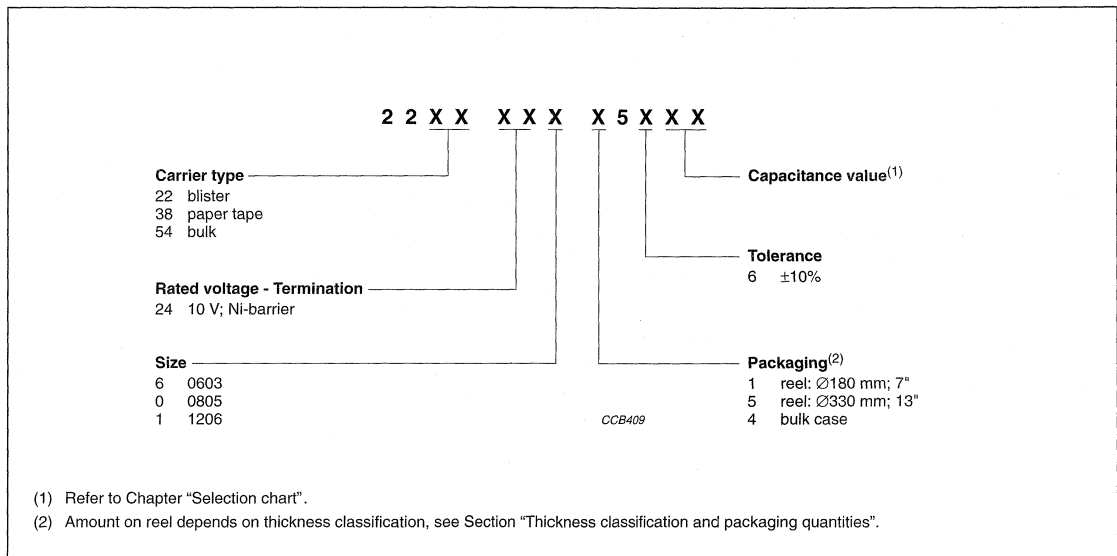 2 2 X X X X X X 5 X X X
Carrier type
22 blister
38 paper tape
54 bulk
Rated voltage - Termination
24 10 V; Ni-barrier
Size
6 0603
0 0805
1 1206
Capacitance value(1)
Tolerance
6 ±10%
Packaging(2)
1 reel: Ø180 mm; 7"
5 reel: Ø330 mm; 13"
4 bulk case
CCB409
(1) Refer to Chapter “Selection chart”.
(2) Amount on reel depends on thickness classification, see Section “Thickness classification and packaging quantities”.